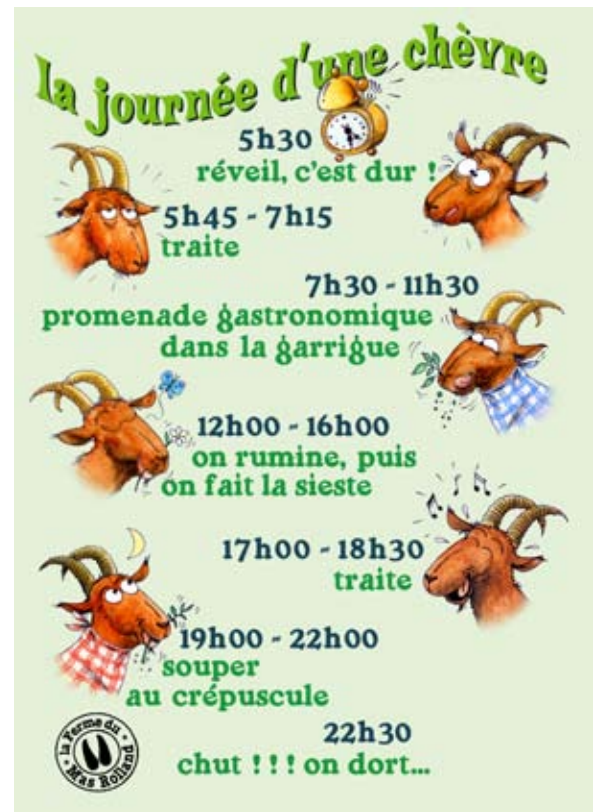 la journée d'une chèvre
5h30
réveil, c'est dur !
5h45 - 7h15
traite
7h30 - 11h30
promenade gastronomique
dans la garrigue
12h00 - 16h00
on rumine, puis
on fait la sieste
17h00 - 18h30
traite
19h00 - 22h00
souper
au crépuscule
22h30
chut ! ! ! on dort...
la Ferme du
Mas Rolland